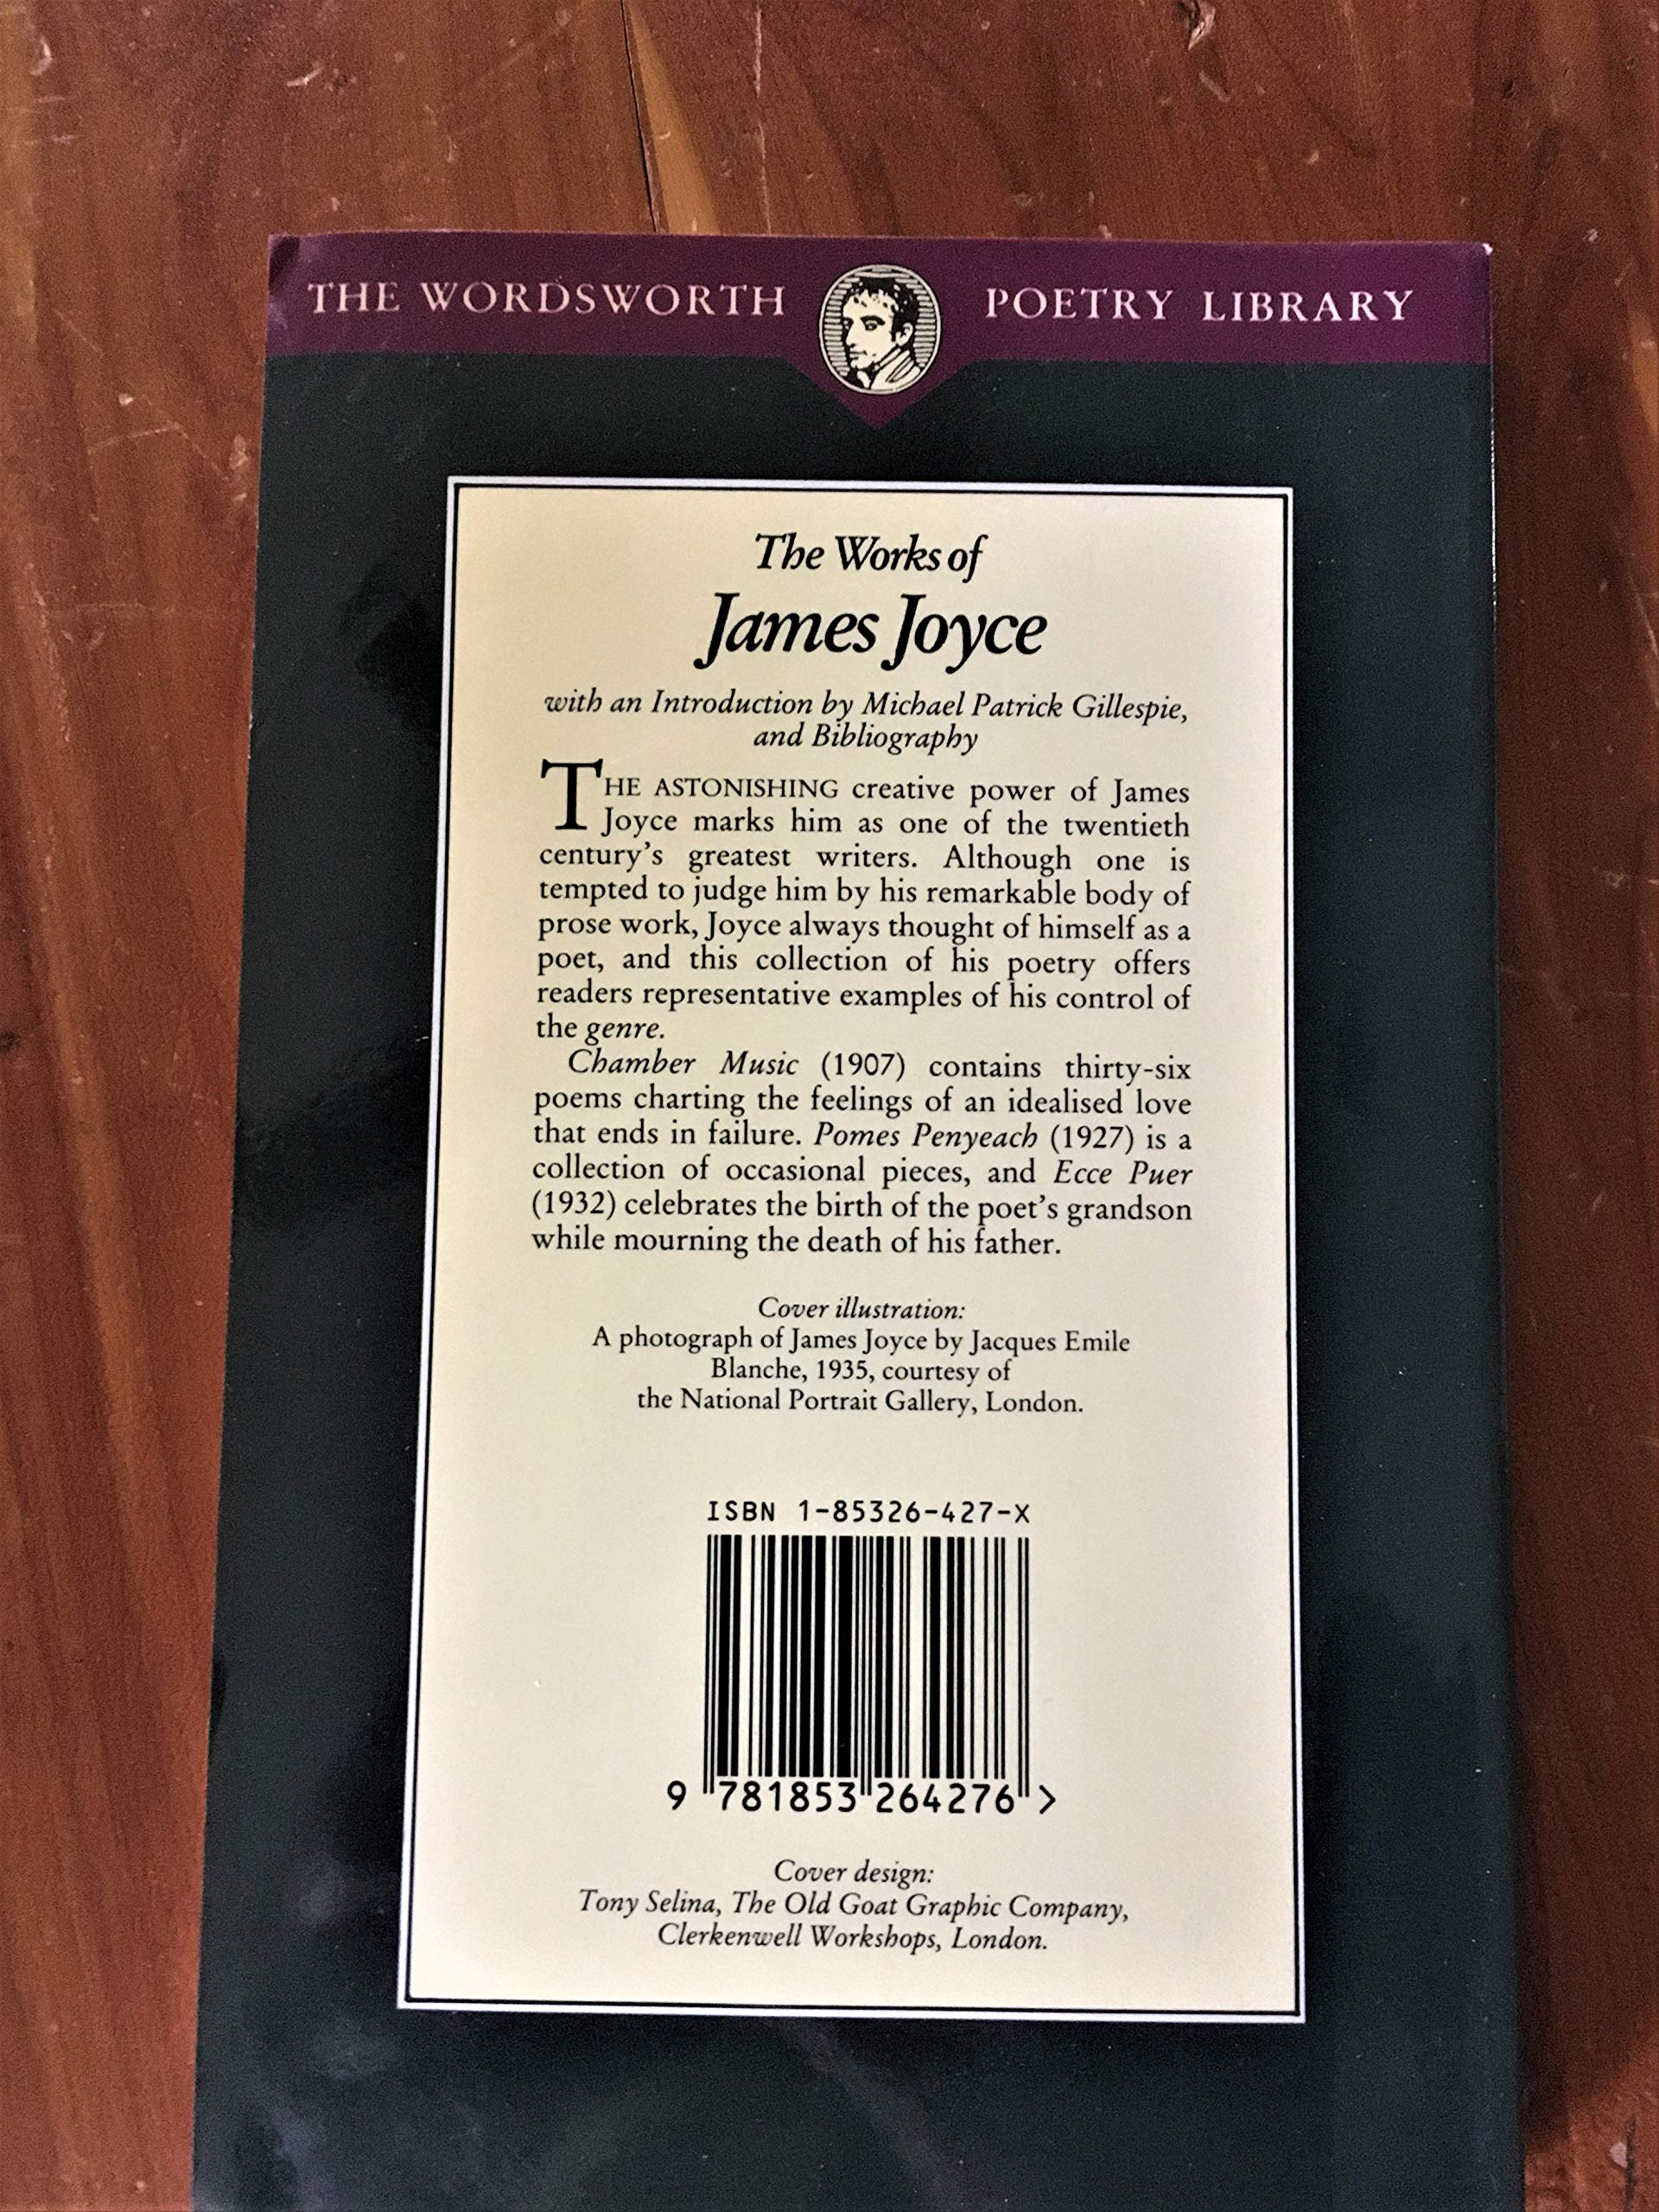 THE WORDSWORTH POETRY LIBRARY
The Works of
James Joyce
with an Introduction by Michael Patrick Gillespie,
and Bibliography
THE ASTONISHING creative power of James
Joyce marks him as one of the twentieth
century's greatest writers. Although one is
tempted to judge him by his remarkable body of
prose work, Joyce always thought of himself as a
poet, and this collection of his poetry offers
readers representative examples of his control of
the genre.
Chamber Music (1907) contains thirty-six
poems charting the feelings of an idealised love
that ends in failure. Pomes Penyeach (1927) is a
collection of occasional pieces, and Ecce Puer
(1932) celebrates the birth of the poet's grandson
while mourning the death of his father.
Cover illustration:
A photograph of James Joyce by Jacques Emile
Blanche, 1935, courtesy of
the National Portrait Gallery, London.
ISBN 1-85326-427-X
9 781853 264276 >
Cover design:
Tony Selina, The Old Goat Graphic Company,
Clerkenwell Workshops, London.